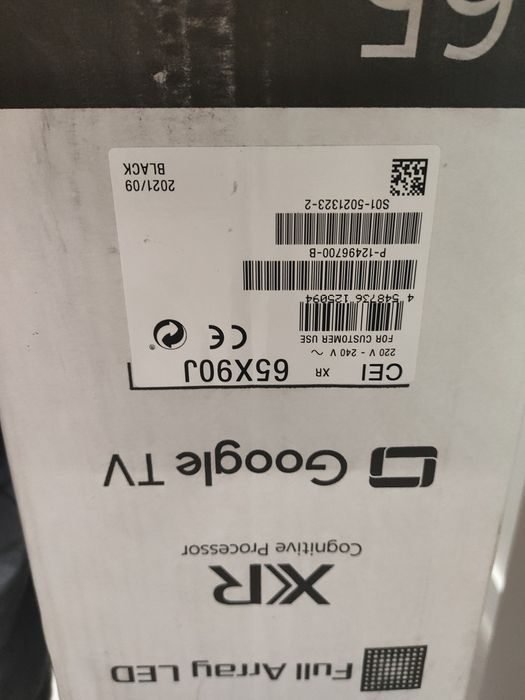 Full Array LED
XR
Cognitive Processor
Google TV
CEI XR 65X90J
220 V - 240 V ~
FOR CUSTOMER USE
CE
4 548736 125094
P-12496700-B
S01-5021323-2
2021/09
BLACK
65